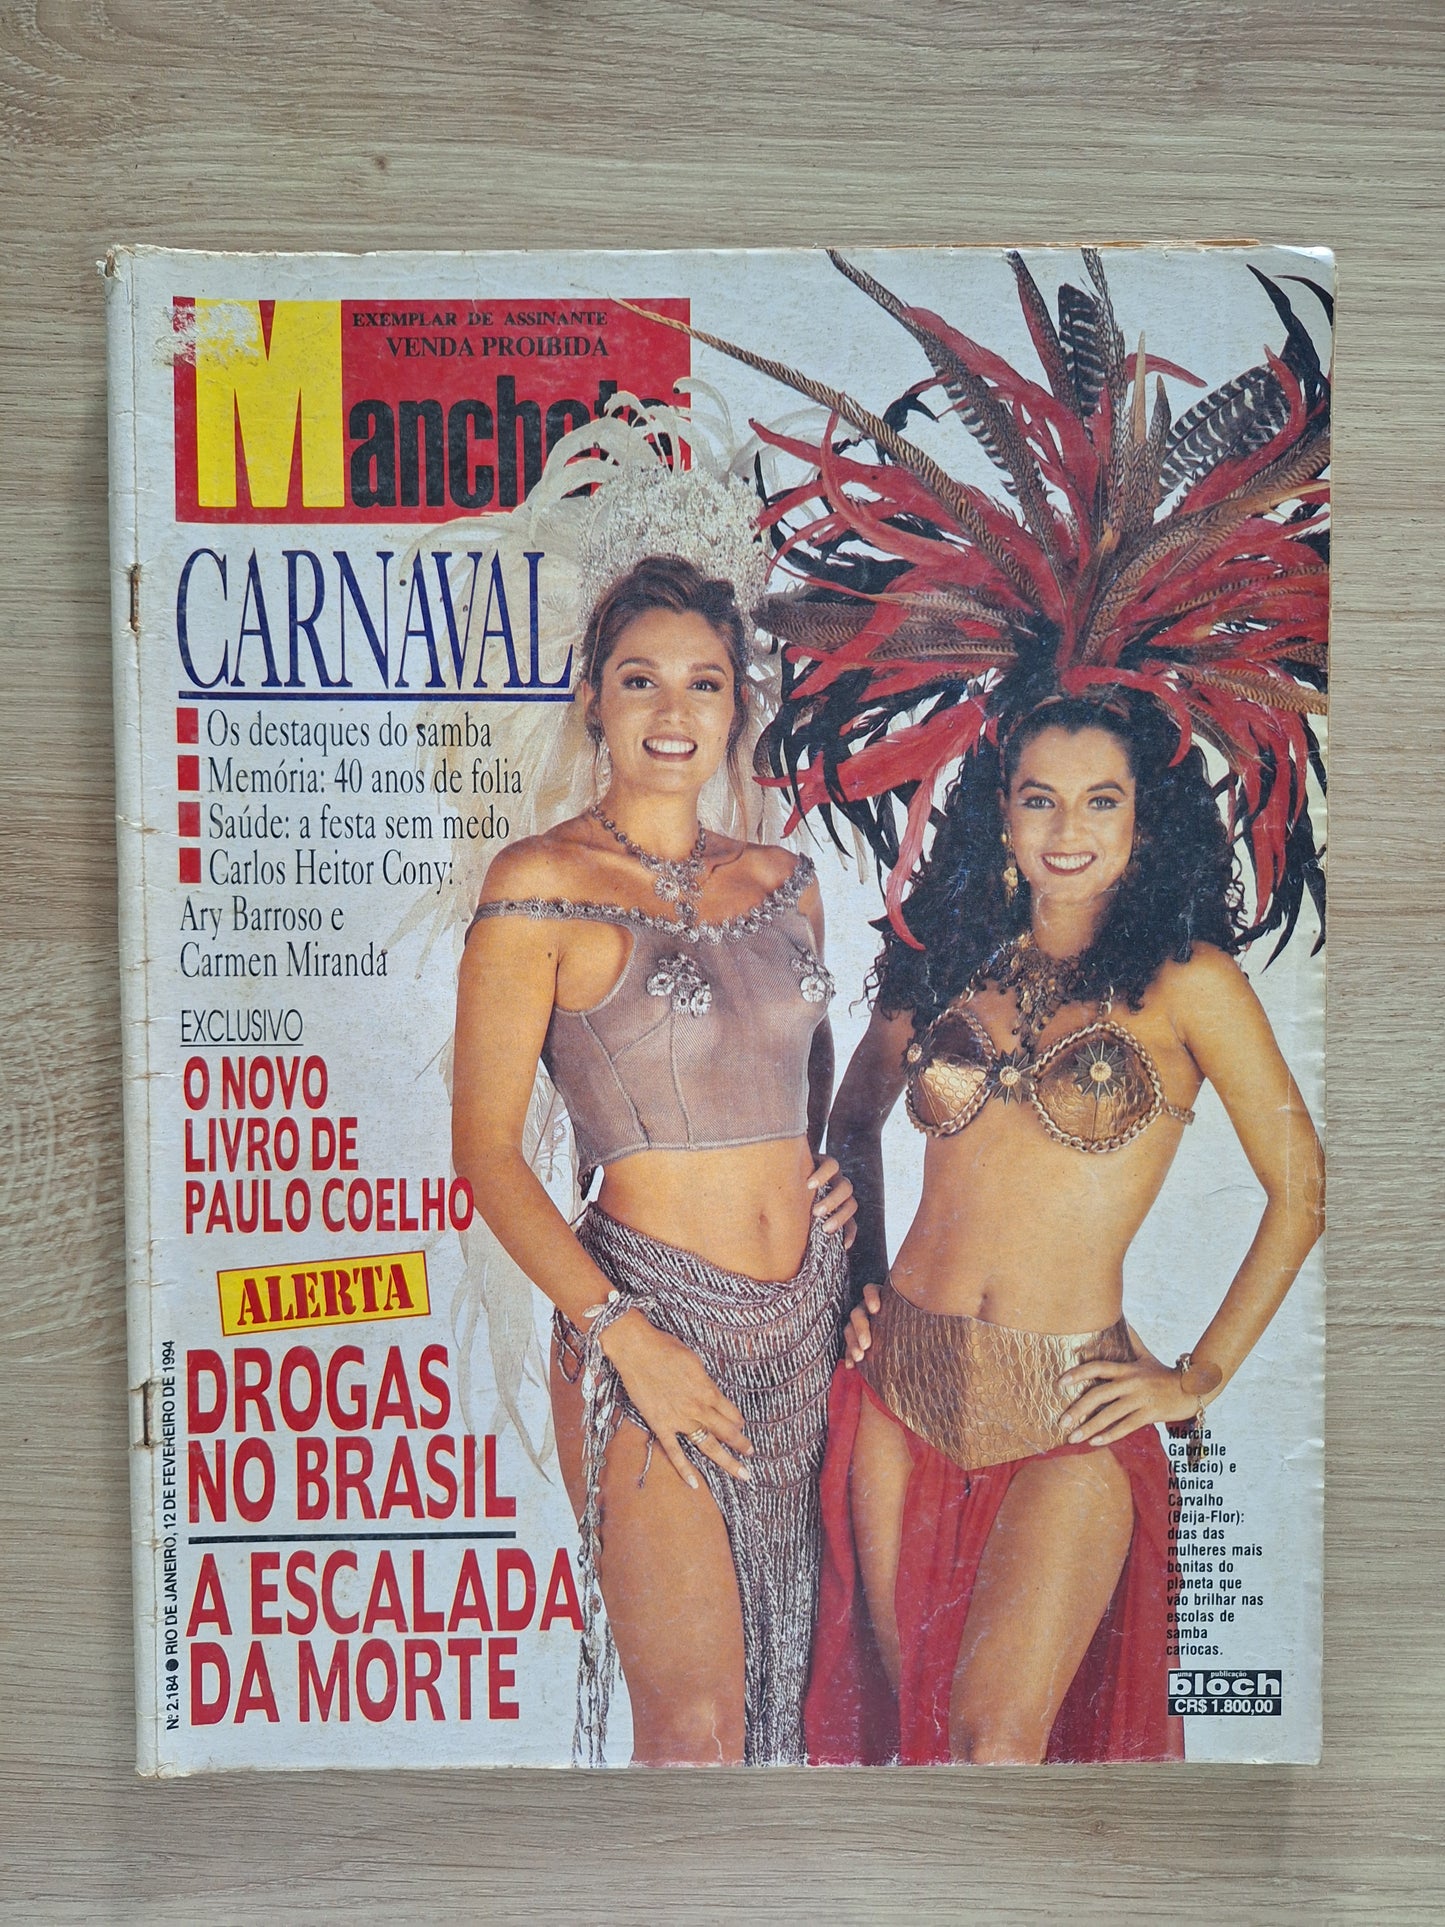 EXEMPLAR DE ASSINANTE
VENDA PROIBIDA
Manchete
CARNAVAL
Os destaques do samba
Memória: 40 anos de folia
Saúde: a festa sem medo
Carlos Heitor Cony:
Ary Barroso e
Carmen Miranda
EXCLUSIVO
O NOVO
LIVRO DE
PAULO COELHO
ALERTA
DROGAS
NO BRASIL
A ESCALADA
DA MORTE
Nº 2.184 ● RIO DE JANEIRO, 12 DE FEVEREIRO DE 1994
Márcia
Gabrielle
(Estácio) e
Mônica
Carvalho
(Beija-Flor):
duas das
mulheres mais
bonitas do
planeta que
vão brilhar nas
escolas de
samba
cariocas.
uma publicação
bloch
CR$ 1.800,00